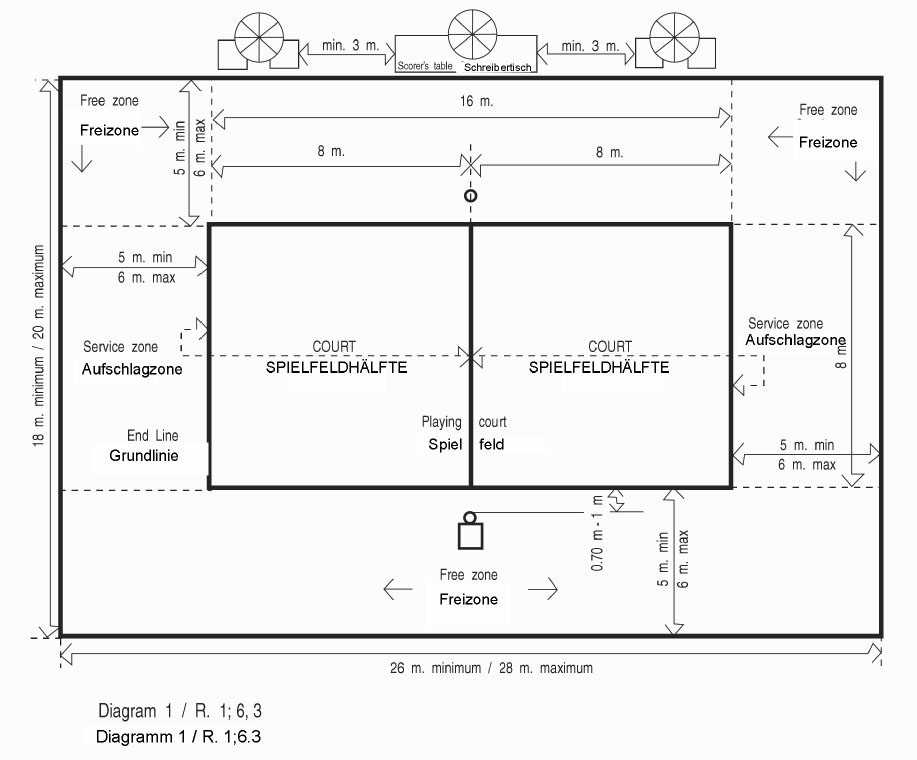 min. 3 m.
min. 3 m.
Scorer's table Schreibertisch
Free zone
Freizone
5 m. min
6 m. max
16 m.
8 m.
8 m.
Free zone
Freizone
18 m. minimum / 20 m. maximum
5 m. min
6 m. max
Service zone
Aufschlagzone
COURT
SPIELFELDHÄLFTE
COURT
SPIELFELDHÄLFTE
Service zone
Aufschlagzone
8 m
End Line
Grundlinie
Playing court
Spiel feld
5 m. min
6 m. max
0.70 m - 1 m
5 m. min
6 m. max
Free zone
Freizone
26 m. minimum / 28 m. maximum
Diagram 1 / R. 1; 6, 3
Diagramm 1 / R. 1;6.3